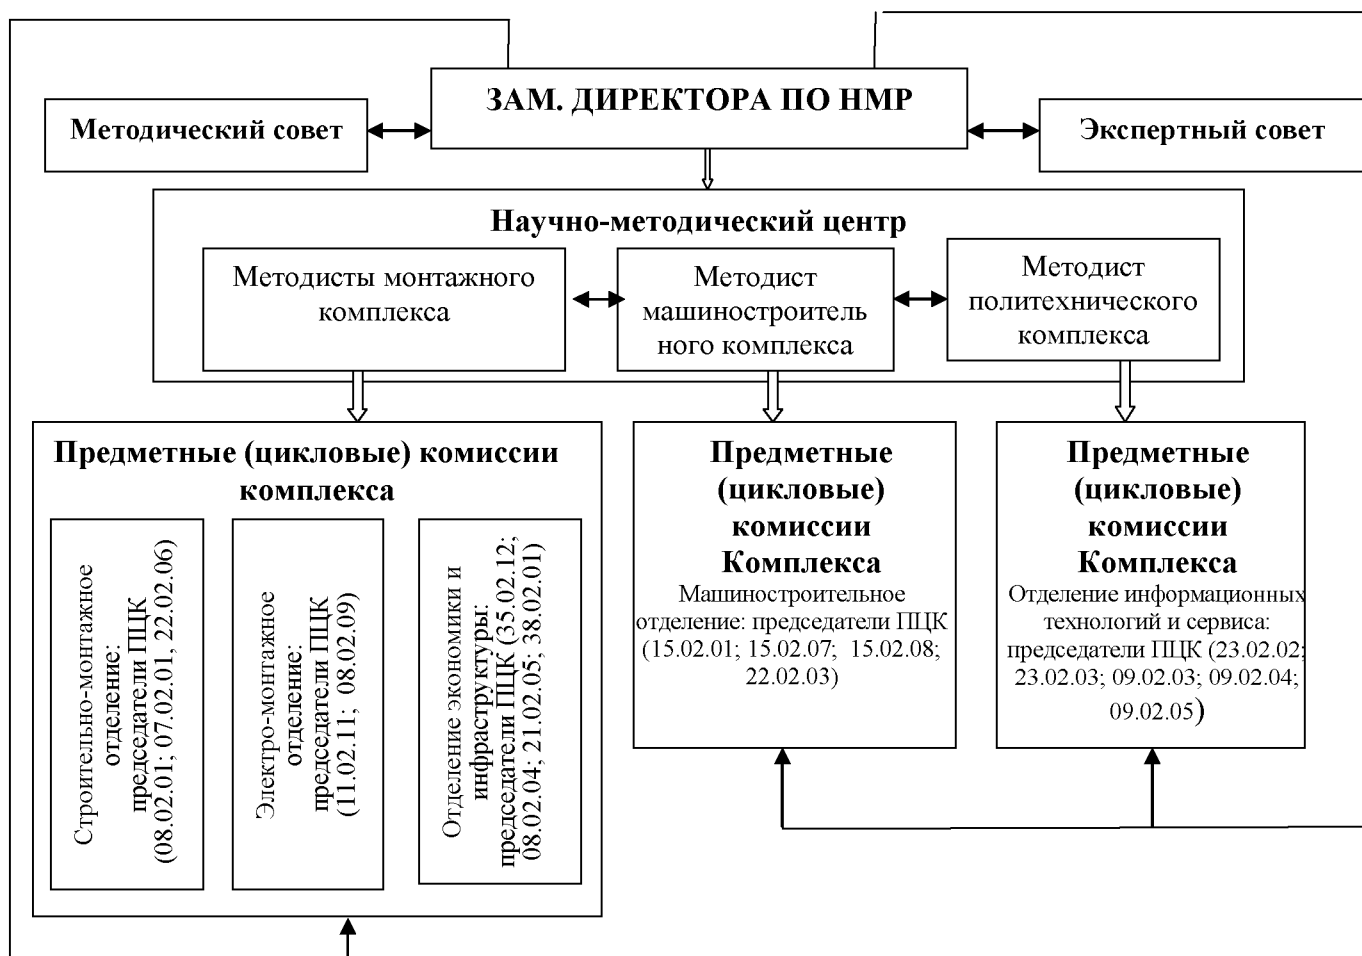 ЗАМ. ДИРЕКТОРА ПО НМР
Методический совет
Экспертный совет
Научно-методический центр
Методисты монтажного
комплекса
Методист
машиностроитель
ного комплекса
Методист
политехнического
комплекса
Предметные (цикловые) комиссии
комплекса
Строительно-монтажное
отделение:
председатели ПЦК
(08.02.01; 07.02.01, 22.02.06)
Электро-монтажное
отделение:
председатели ПЦК
(11.02.11; 08.02.09)
Отделение экономики и
инфраструктуры:
председатели ПЦК (35.02.12;
08.02.04; 21.02.05; 38.02.01)
Предметные
(цикловые)
комиссии
Комплекса
Машиностроительное
отделение: председатели ПЦК
(15.02.01; 15.02.07; 15.02.08;
22.02.03)
Предметные
(цикловые)
комиссии
Комплекса
Отделение информационных
технологий и сервиса:
председатели ПЦК (23.02.02;
23.02.03; 09.02.03; 09.02.04;
09.02.05)